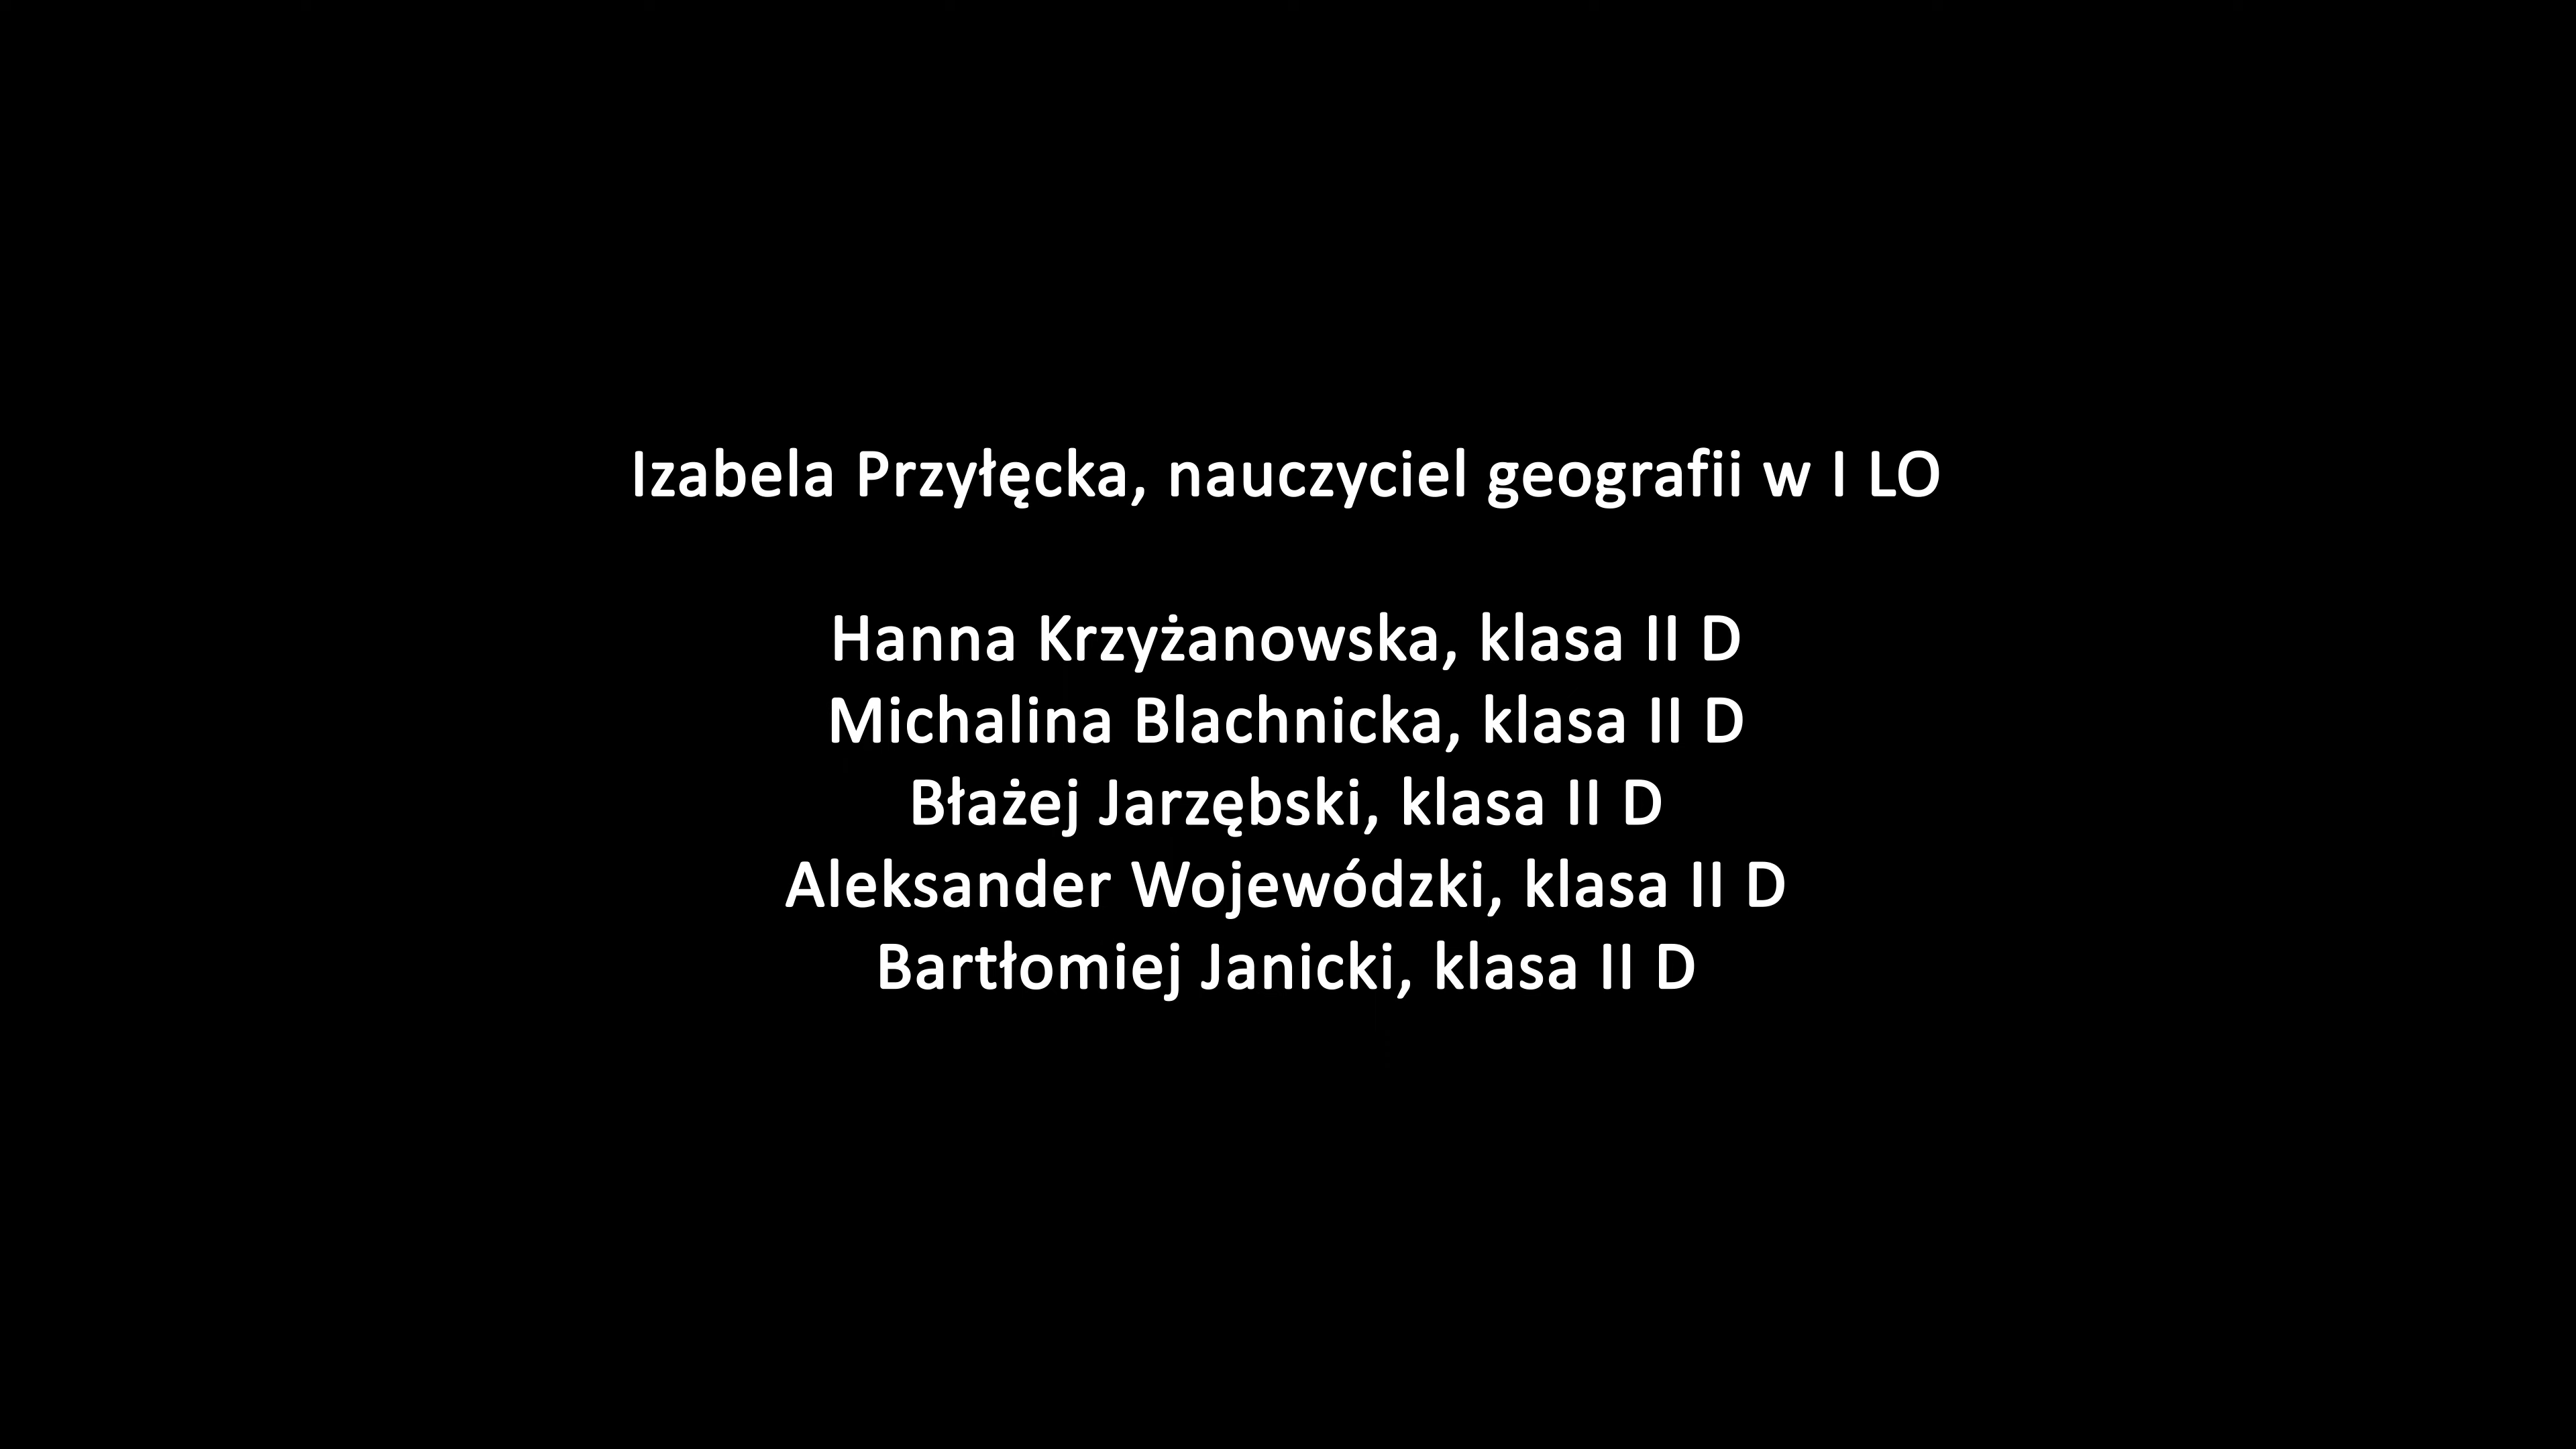 Izabela Przyłęcka, nauczyciel geografii w I LO
Hanna Krzyżanowska, klasa II D
Michalina Blachnicka, klasa II D
Błażej Jarzębski, klasa II D
Aleksander Wojewódzki, klasa II D
Bartłomiej Janicki, klasa II D